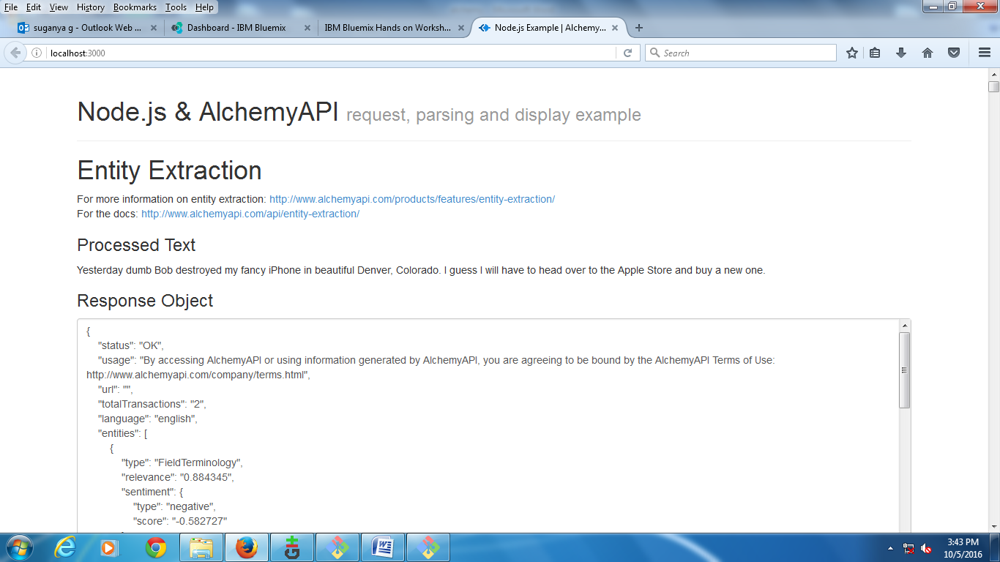 File Edit View History Bookmarks Tools Help
suganya g - Outlook Web ... Dashboard - IBM Bluemix IBM Bluemix Hands on Worksh... Node.js Example | Alchemy...
localhost:3000 Search
Node.js & AlchemyAPI request, parsing and display example
Entity Extraction
For more information on entity extraction: http://www.alchemyapi.com/products/features/entity-extraction/
For the docs: http://www.alchemyapi.com/api/entity-extraction/
Processed Text
Yesterday dumb Bob destroyed my fancy iPhone in beautiful Denver, Colorado. I guess I will have to head over to the Apple Store and buy a new one.
Response Object
{
"status": "OK",
"usage": "By accessing AlchemyAPI or using information generated by AlchemyAPI, you are agreeing to be bound by the AlchemyAPI Terms of Use:
http://www.alchemyapi.com/company/terms.html",
"url": "",
"totalTransactions": "2",
"language": "english",
"entities": [
{
"type": "FieldTerminology",
"relevance": "0.884345",
"sentiment": {
"type": "negative",
"score": "-0.582727"
3:43 PM
10/5/2016